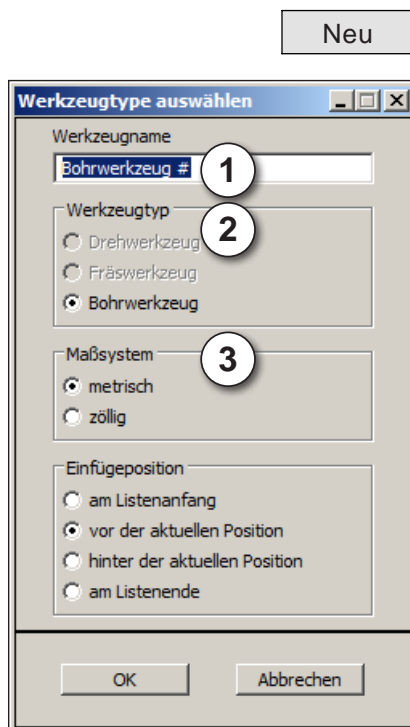 Neu
Werkzeugtype auswählen
Werkzeugname
Bohrwerkzeug #
1
Werkzeugtyp
2
Drehwerkzeug
Fräswerkzeug
Bohrwerkzeug
Maßsystem
3
metrisch
zöllig
Einfügeposition
am Listenanfang
vor der aktuellen Position
hinter der aktuellen Position
am Listenende
OK Abbrechen